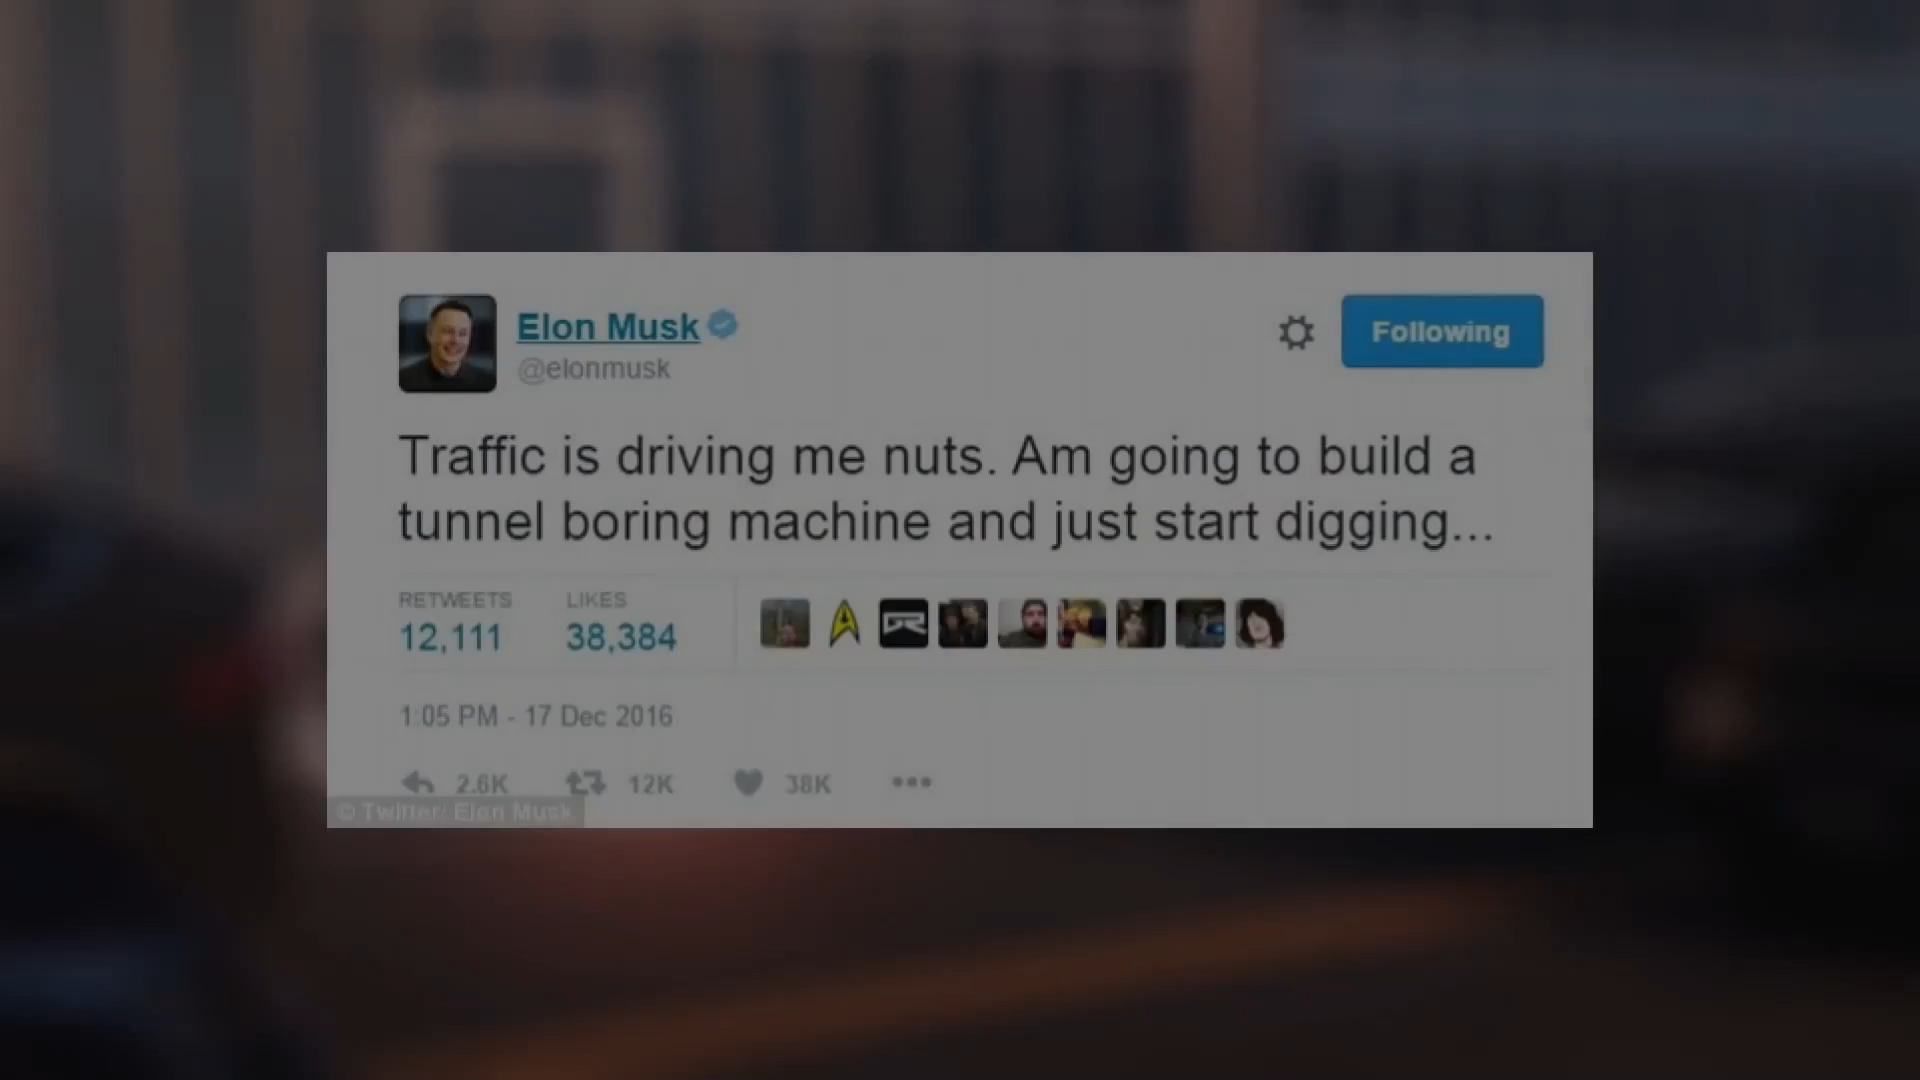 Elon Musk
@elonmusk
Following
Traffic is driving me nuts. Am going to build a
tunnel boring machine and just start digging...
RETWEETS LIKES
12,111 38,384
GR
1:05 PM - 17 Dec 2016
2.6K 12K 38K
© Twitter: Elon Musk